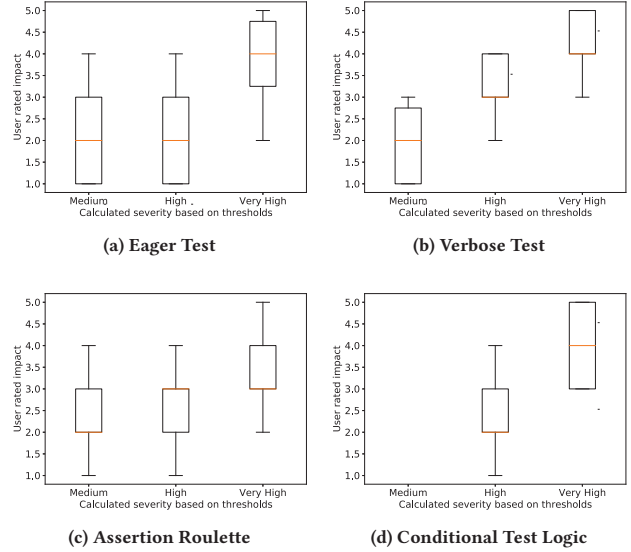 5.0
4.5
4.0
3.5
3.0
2.5
2.0
1.5
1.0
User rated impact
Medium High Very High
Calculated severity based on thresholds
(a) Eager Test
5.0
4.5
4.0
3.5
3.0
2.5
2.0
1.5
1.0
User rated impact
Medium High Very High
Calculated severity based on thresholds
(b) Verbose Test
5.0
4.5
4.0
3.5
3.0
2.5
2.0
1.5
1.0
User rated impact
Medium High Very High
Calculated severity based on thresholds
(c) Assertion Roulette
5.0
4.5
4.0
3.5
3.0
2.5
2.0
1.5
1.0
User rated impact
Medium High Very High
Calculated severity based on thresholds
(d) Conditional Test Logic